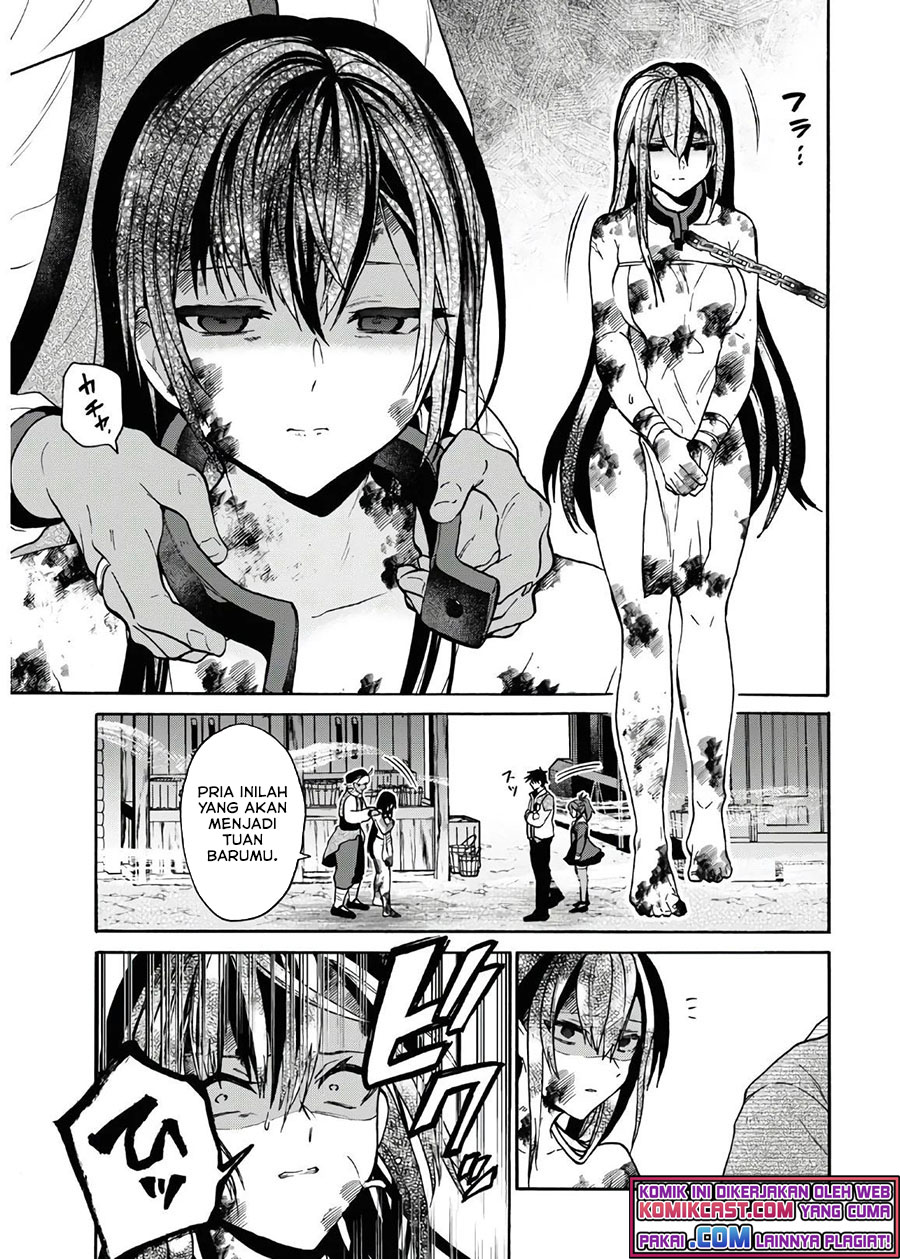 フラ…
カチャ
PRIA INILAH
YANG AKAN
MENJADI
TUAN
BARUMU.
フッ
ビクッ
ひッ
KOMIK INI DIKERJAKAN OLEH WEB
KOMIKCAST.COM YANG CUMA
PAKAI .COM LAINNYA PLAGIAT!